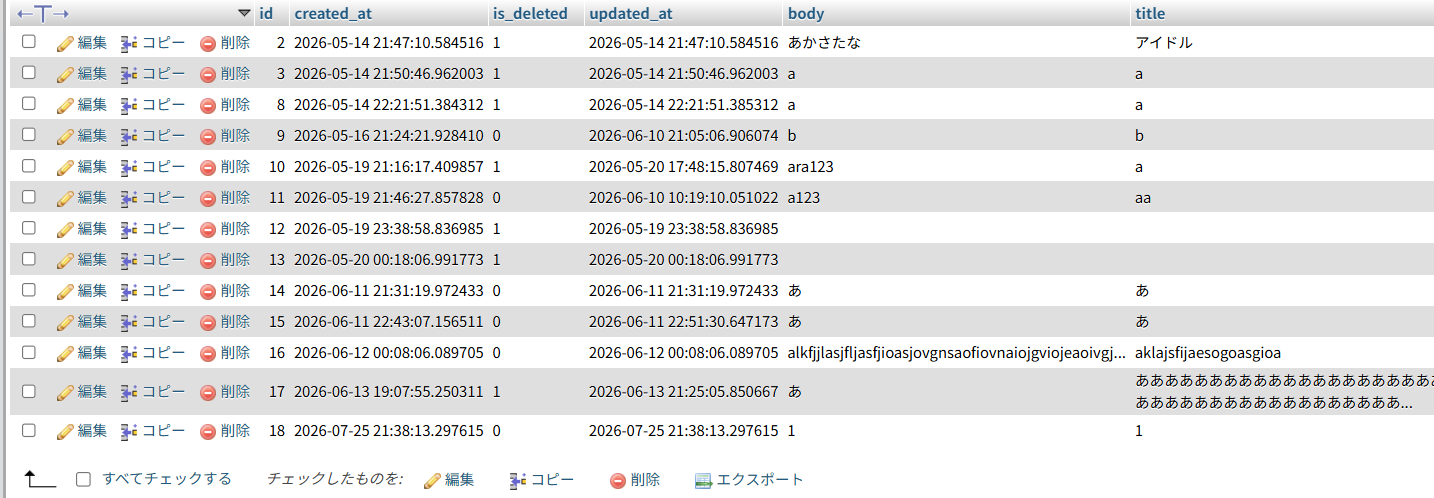 ←T→ id created_at is_deleted updated_at body title
編集 コピー 削除 2 2026-05-14 21:47:10.584516 1 2026-05-14 21:47:10.584516 あかさたな アイドル
編集 コピー 削除 3 2026-05-14 21:50:46.962003 1 2026-05-14 21:50:46.962003 a a
編集 コピー 削除 8 2026-05-14 22:21:51.384312 1 2026-05-14 22:21:51.385312 a a
編集 コピー 削除 9 2026-05-16 21:24:21.928410 0 2026-06-10 21:05:06.906074 b b
編集 コピー 削除 10 2026-05-19 21:16:17.409857 1 2026-05-20 17:48:15.807469 ara123 a
編集 コピー 削除 11 2026-05-19 21:46:27.857828 0 2026-06-10 10:19:10.051022 a123 aa
編集 コピー 削除 12 2026-05-19 23:38:58.836985 1 2026-05-19 23:38:58.836985
編集 コピー 削除 13 2026-05-20 00:18:06.991773 1 2026-05-20 00:18:06.991773
編集 コピー 削除 14 2026-06-11 21:31:19.972433 0 2026-06-11 21:31:19.972433 あ あ
編集 コピー 削除 15 2026-06-11 22:43:07.156511 0 2026-06-11 22:51:30.647173 あ あ
編集 コピー 削除 16 2026-06-12 00:08:06.089705 0 2026-06-12 00:08:06.089705 alkfjjlasjfljasfjioasjovgnsaofiovnaiojgviojeaoivgj... aklajsfijaesogoasgioa
編集 コピー 削除 17 2026-06-13 19:07:55.250311 1 2026-06-13 21:25:05.850667 あ ああああああああああああああああああああ
ああああああああああああああああああ...
編集 コピー 削除 18 2026-07-25 21:38:13.297615 0 2026-07-25 21:38:13.297615 1 1
すべてチェックする チェックしたものを: 編集 コピー 削除 エクスポート